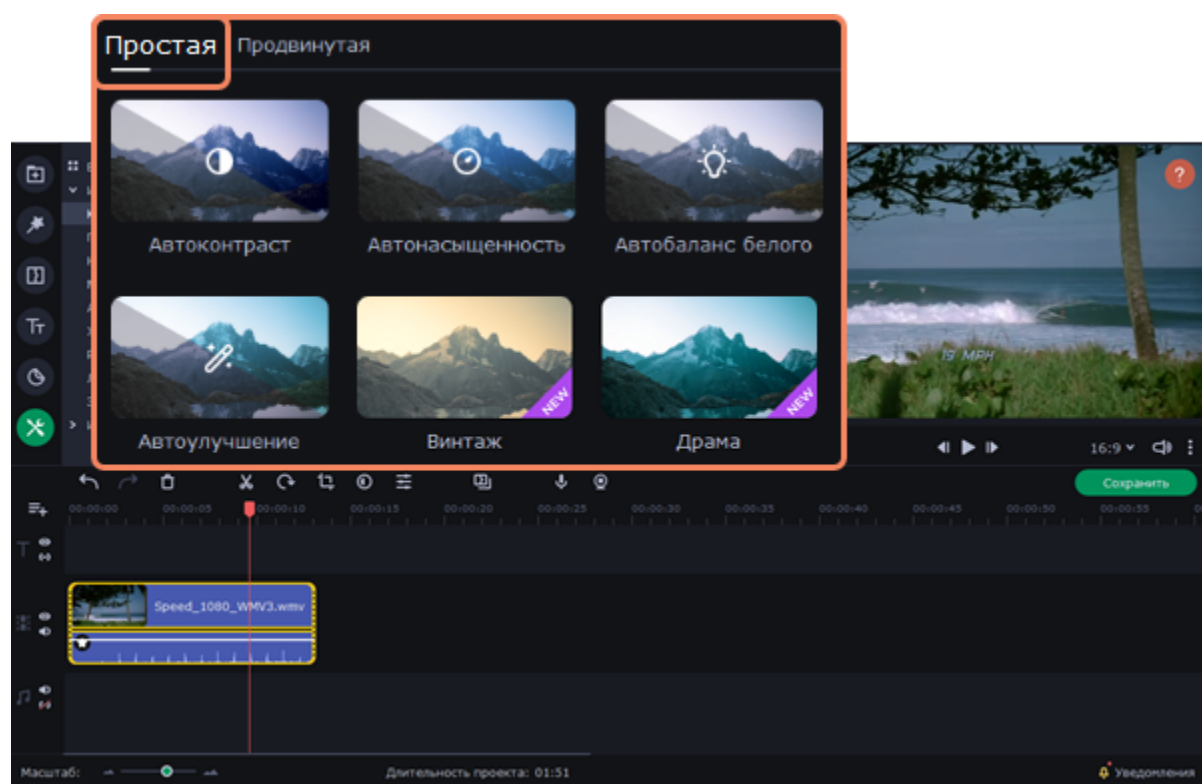 Простая Продвинутая
Автоконтраст Автонасыщенность Автобаланс белого
Автоулучшение Винтаж Драма
NEW NEW
?
Тт
19 MPH
16:9
Сохранить
00:00:00 00:00:05 00:00:10 00:00:15 00:00:20 00:00:25 00:00:30 00:00:35 00:00:40 00:00:45 00:00:50 00:00:55
T
Speed_1080_WMV3.wmv
Масштаб: Длительность проекта: 01:51 Уведомления